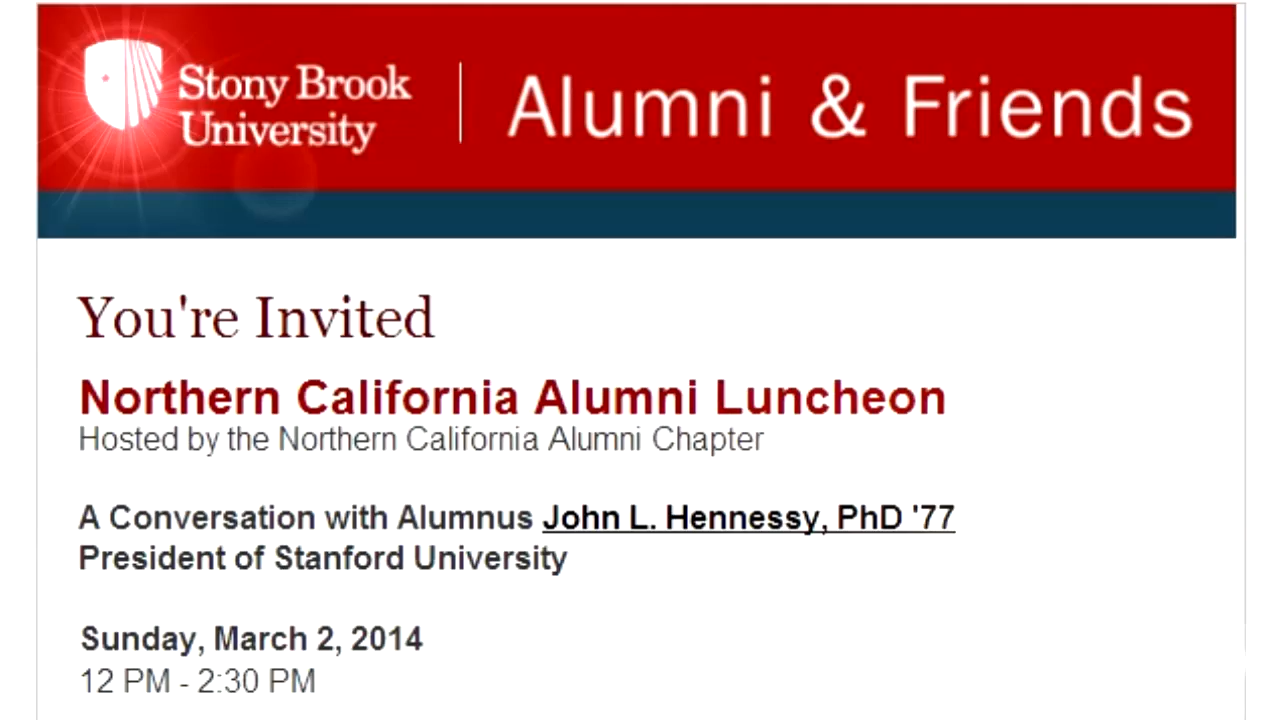 Stony Brook
University
Alumni & Friends
You're Invited
Northern California Alumni Luncheon
Hosted by the Northern California Alumni Chapter
A Conversation with Alumnus John L. Hennessy, PhD '77
President of Stanford University
Sunday, March 2, 2014
12 PM - 2:30 PM